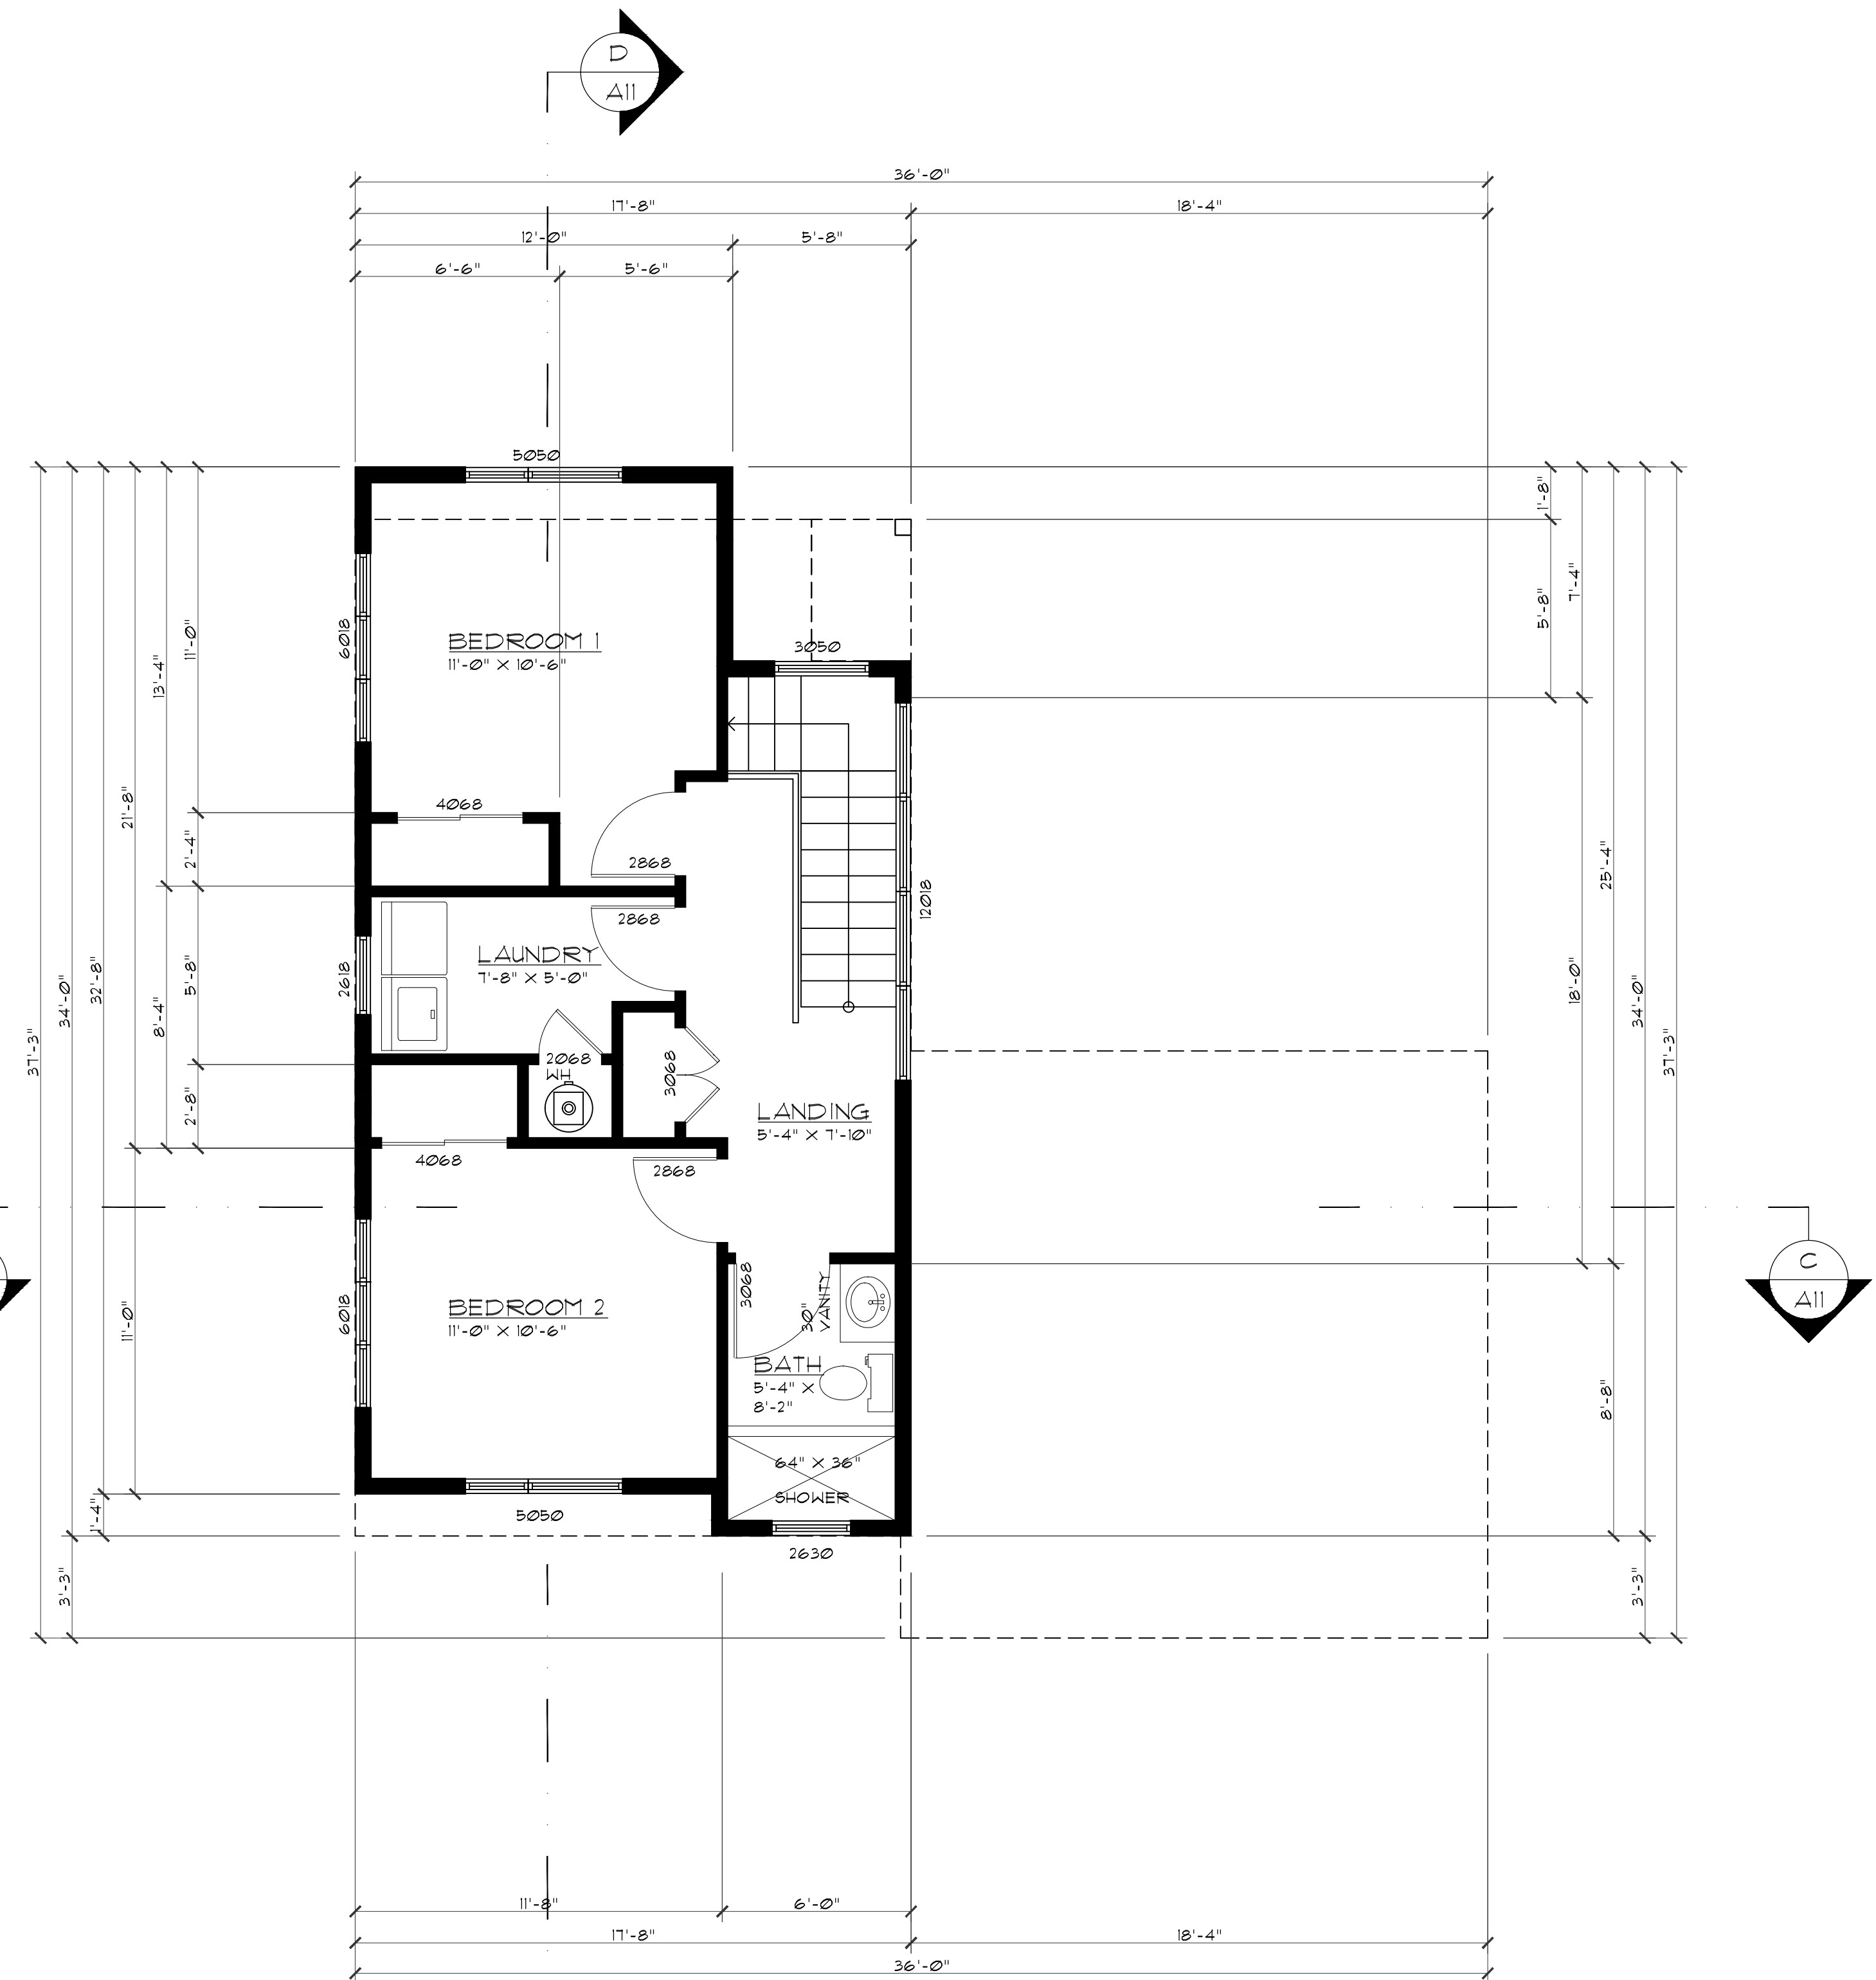 D
A11
36'-0"
17'-8"
18'-4"
12'-0"
5'-8"
6'-6"
5'-6"
5050
1'-8"
7'-4"
5'-8"
6018
11'-0"
BEDROOM 1
11'-0" X 10'-6"
3050
13'-4"
4068
21'-8"
2'-4"
2868
25'-4"
12018
2868
LAUNDRY
7'-8" X 5'-0"
2618
5'-8"
32'-8"
34'-0"
8'-4"
37'-3"
18'-0"
34'-0"
37'-3"
2068
WH
3068
2'-8"
LANDING
5'-4" X 7'-10"
4068
2868
C
A11
3068
30"
VANITY
BEDROOM 2
11'-0" X 10'-6"
6018
11'-0"
BATH
5'-4" X
8'-2"
8'-8"
64" X 36"
SHOWER
1'-4"
5050
2630
3'-3"
3'-3"
11'-8"
6'-0"
17'-8"
18'-4"
36'-0"